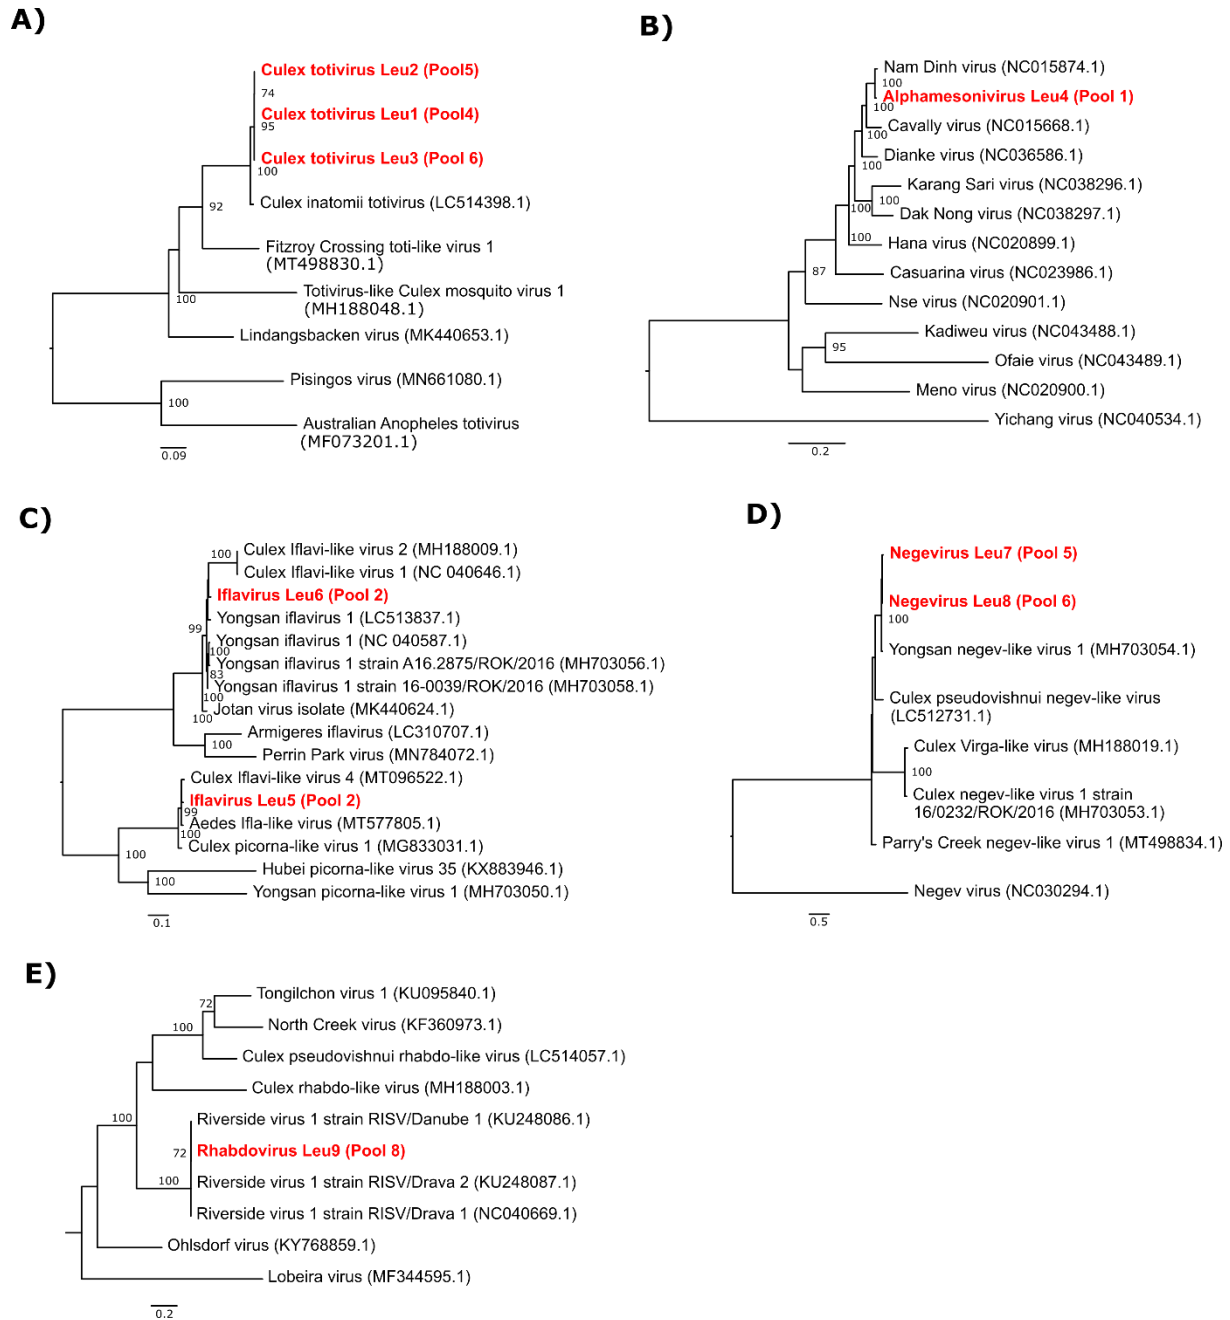 A)
Culex totivirus Leu2 (Pool5)
74
Culex totivirus Leu1 (Pool4)
95
Culex totivirus Leu3 (Pool 6)
100
Culex inatomii totivirus (LC514398.1)
92
Fitzroy Crossing toti-like virus 1
(MT498830.1)
Totivirus-like Culex mosquito virus 1
100
(MH188048.1)
Lindangsbacken virus (MK440653.1)
Pisingos virus (MN661080.1)
100
Australian Anopheles totivirus
(MF073201.1)
0.09
B)
Nam Dinh virus (NC015874.1)
100
Alphamesonivirus Leu4 (Pool 1)
100
Cavally virus (NC015668.1)
100
Dianke virus (NC036586.1)
100
Karang Sari virus (NC038296.1)
100
100
Dak Nong virus (NC038297.1)
Hana virus (NC020899.1)
100
Casuarina virus (NC023986.1)
87
Nse virus (NC020901.1)
Kadiweu virus (NC043488.1)
95
Ofaie virus (NC043489.1)
Meno virus (NC020900.1)
Yichang virus (NC040534.1)
0.2
C)
Culex Iflavi-like virus 2 (MH188009.1)
100
Culex Iflavi-like virus 1 (NC 040646.1)
Iflavirus Leu6 (Pool 2)
Yongsan iflavirus 1 (LC513837.1)
99
Yongsan iflavirus 1 (NC 040587.1)
100
Yongsan iflavirus 1 strain A16.2875/ROK/2016 (MH703056.1)
83
Yongsan iflavirus 1 strain 16-0039/ROK/2016 (MH703058.1)
100
Jotan virus isolate (MK440624.1)
100
Armigeres iflavirus (LC310707.1)
100
Perrin Park virus (MN784072.1)
Culex Iflavi-like virus 4 (MT096522.1)
Iflavirus Leu5 (Pool 2)
99
Aedes Ifla-like virus (MT577805.1)
100
Culex picorna-like virus 1 (MG833031.1)
100
Hubei picorna-like virus 35 (KX883946.1)
100
Yongsan picorna-like virus 1 (MH703050.1)
0.1
D)
Negevirus Leu7 (Pool 5)
Negevirus Leu8 (Pool 6)
100
Yongsan negev-like virus 1 (MH703054.1)
Culex pseudovishnui negev-like virus
(LC512731.1)
Culex Virga-like virus (MH188019.1)
100
Culex negev-like virus 1 strain
16/0232/ROK/2016 (MH703053.1)
Parry's Creek negev-like virus 1 (MT498834.1)
Negev virus (NC030294.1)
0.5
E)
Tongilchon virus 1 (KU095840.1)
72
North Creek virus (KF360973.1)
100
Culex pseudovishnui rhabdo-like virus (LC514057.1)
Culex rhabdo-like virus (MH188003.1)
100
Riverside virus 1 strain RISV/Danube 1 (KU248086.1)
72
Rhabdovirus Leu9 (Pool 8)
100
Riverside virus 1 strain RISV/Drava 2 (KU248087.1)
Riverside virus 1 strain RISV/Drava 1 (NC040669.1)
Ohlsdorf virus (KY768859.1)
Lobeira virus (MF344595.1)
0.2